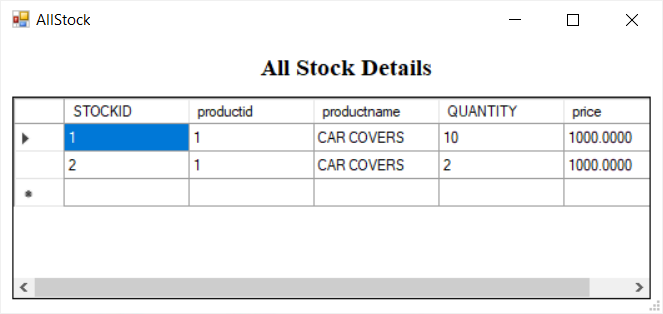 AllStock
All Stock Details
STOCKID productid productname QUANTITY price
1 1 CAR COVERS 10 1000.0000
2 1 CAR COVERS 2 1000.0000